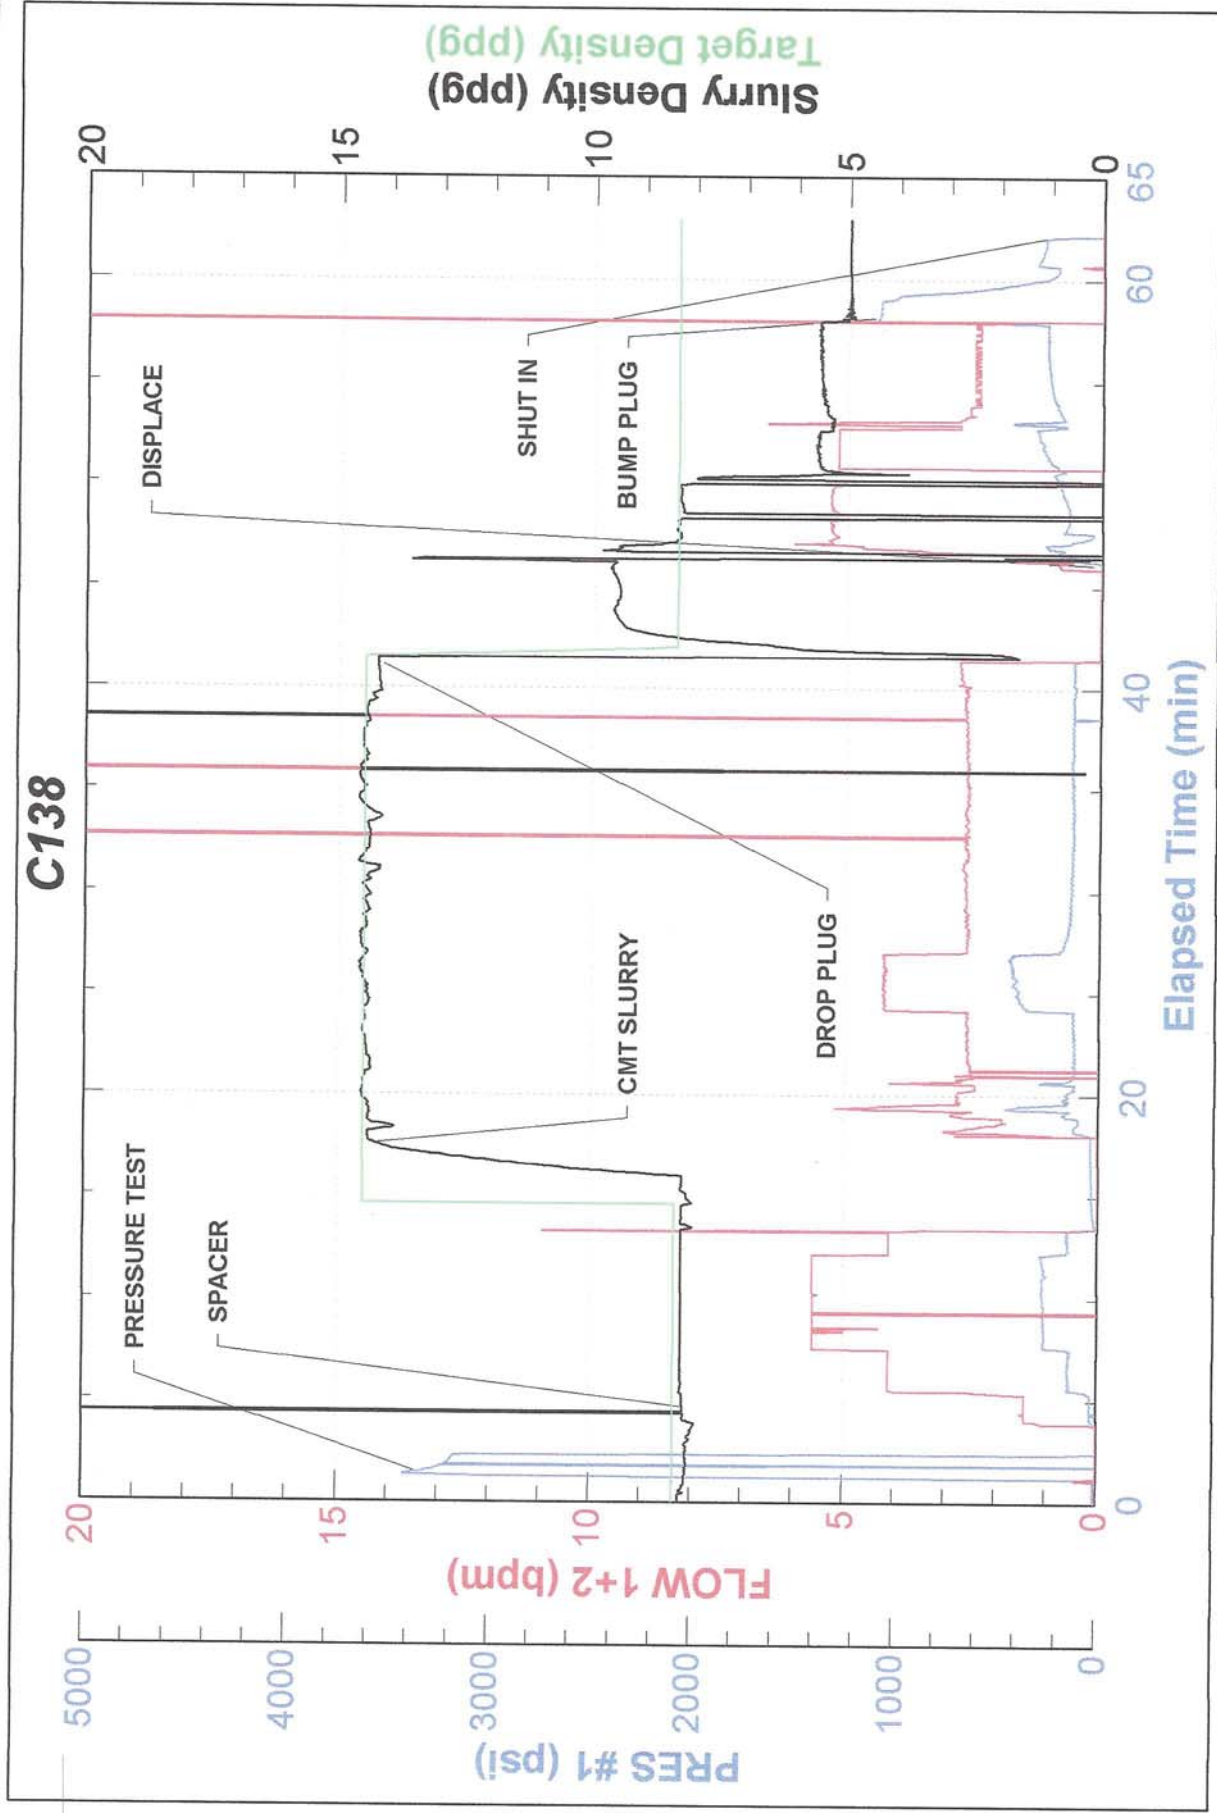 C138
PRESSURE TEST
SPACER
CMT SLURRY
DROP PLUG
DISPLACE
SHUT IN
BUMP PLUG
PRES #1 (psi)
5000
4000
3000
2000
1000
0
FLOW 1+2 (bpm)
20
15
10
5
0
Slurry Density (ppg)
Target Density (ppg)
20
15
10
5
0
0
20
40
60
65
Elapsed Time (min)